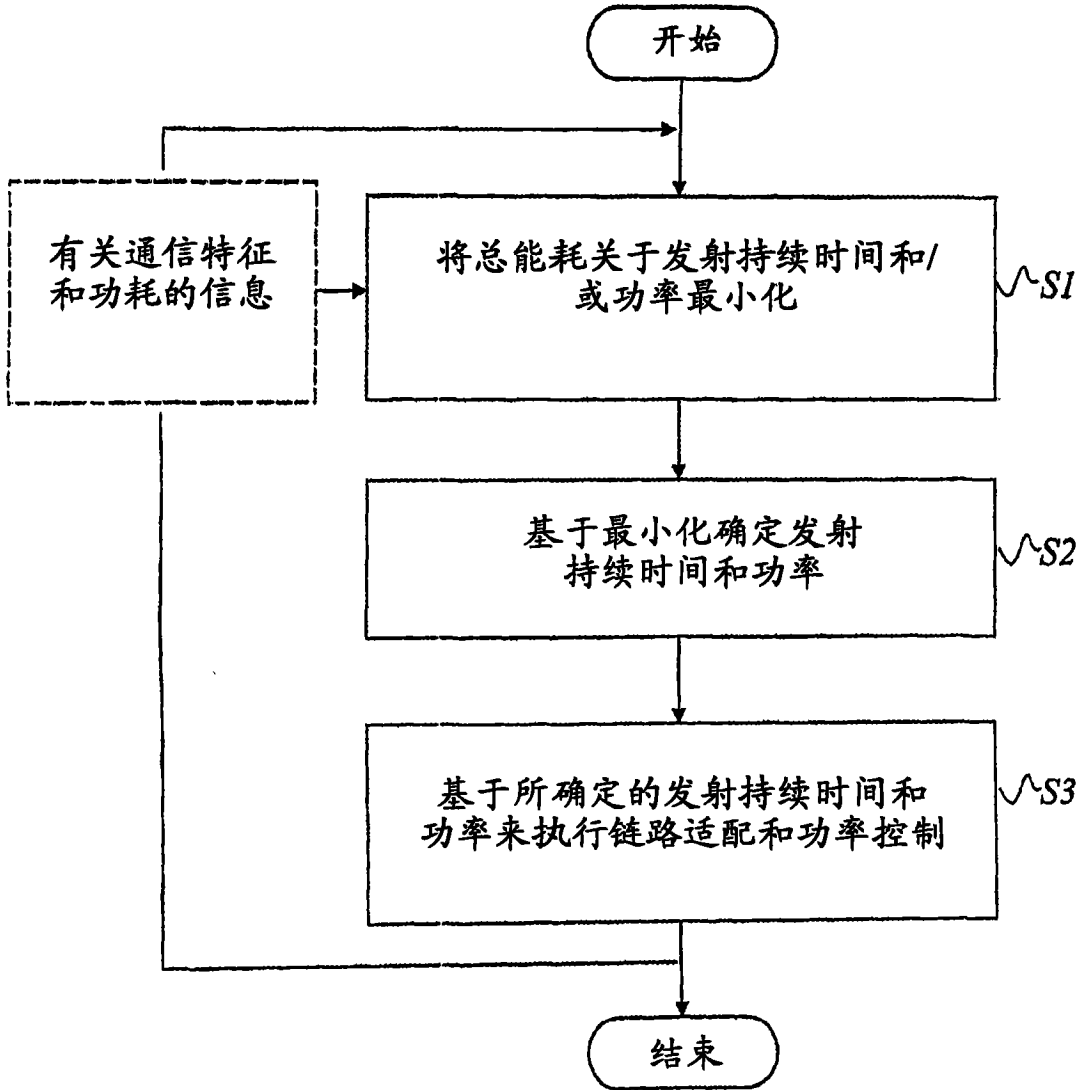 开始
有关通信特征
和功耗的信息
将总能耗关于发射持续时间和/
或功率最小化
S1
基于最小化确定发射
持续时间和功率
S2
基于所确定的发射持续时间和
功率来执行链路适配和功率控制
S3
结束